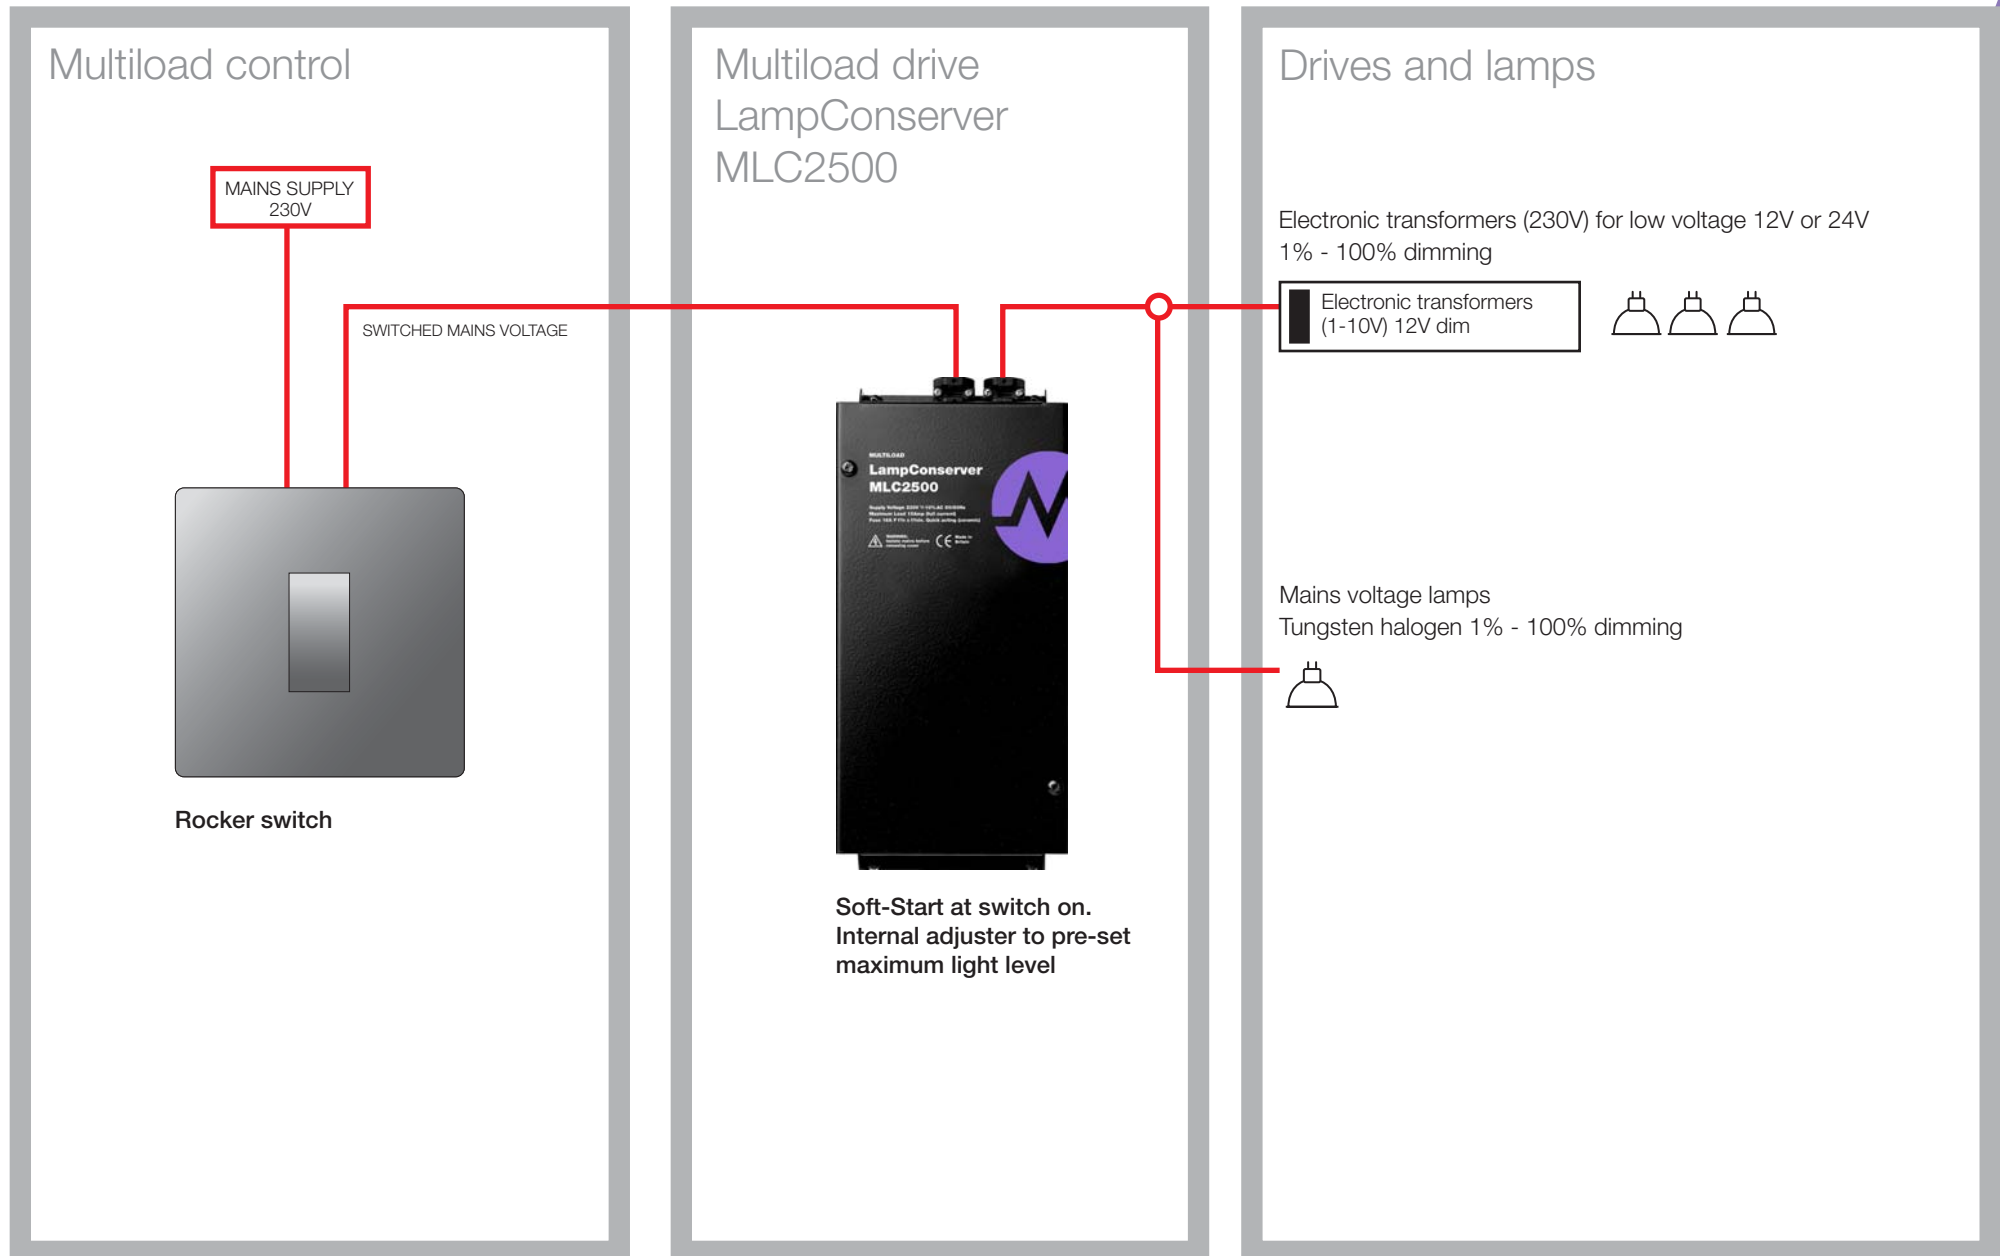 Multiload control
MAINS SUPPLY
230V
SWITCHED MAINS VOLTAGE
Rocker switch
Multiload drive
LampConserver
MLC2500
MULTILOAD
LampConserver
MLC2500
Soft-Start at switch on.
Internal adjuster to pre-set
maximum light level
Drives and lamps
Electronic transformers (230V) for low voltage 12V or 24V
1% - 100% dimming
Electronic transformers
(1-10V) 12V dim
Mains voltage lamps
Tungsten halogen 1% - 100% dimming